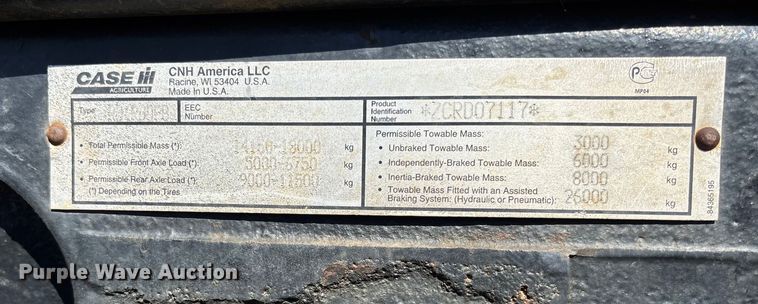 CASE IH
AGRICULTURE
CNH America LLC
Racine, WI 53404 U.S.A.
Made in U.S.A.
MP04
Type
EEC
Number
Product
Identification
Number
*ZCRD07117*
• Total Permissible Mass (*): 14160-18000 kg
• Permissible Front Axle Load (*): 5000-6750 kg
• Permissible Rear Axle Load (*): 9000-11500 kg
(*) Depending on the Tires
Permissible Towable Mass:
• Unbraked Towable Mass: 3000 kg
• Independently-Braked Towable Mass: 6000 kg
• Inertia-Braked Towable Mass: 8000 kg
• Towable Mass Fitted with an Assisted
Braking System: (Hydraulic or Pneumatic): 26000 kg
84365195
Purple Wave Auction